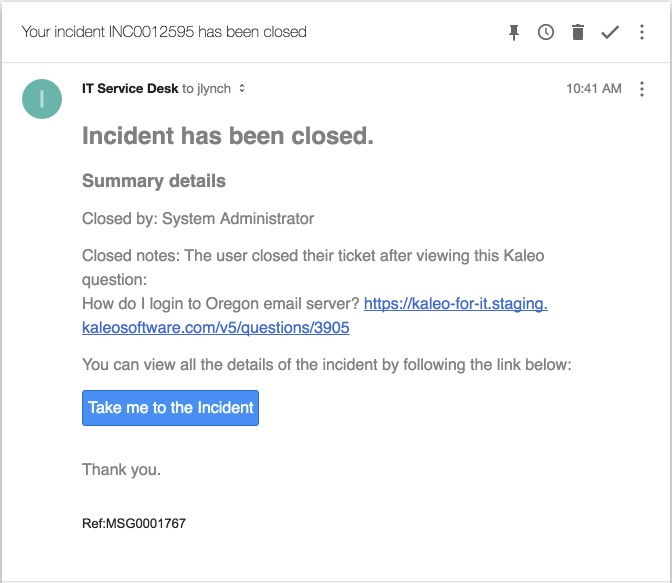 Your incident INC0012595 has been closed
I
IT Service Desk to jlynch
10:41 AM
Incident has been closed.
Summary details
Closed by: System Administrator
Closed notes: The user closed their ticket after viewing this Kaleo
question:
How do I login to Oregon email server? https://kaleo-for-it.staging.
kaleosoftware.com/v5/questions/3905
You can view all the details of the incident by following the link below:
Take me to the Incident
Thank you.
Ref:MSG0001767